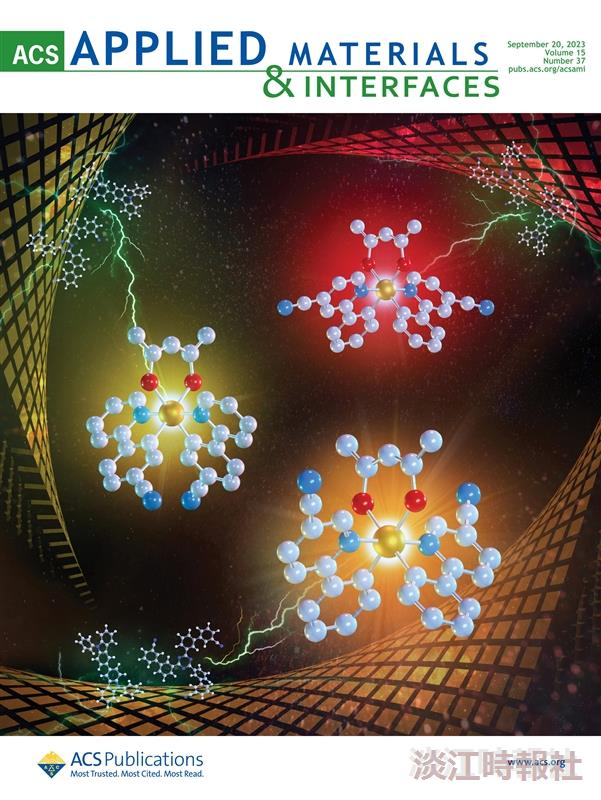 ACS APPLIED MATERIALS
& INTERFACES
September 20, 2023
Volume 15
Number 37
pubs.acs.org/acsami
ACS Publications
Most Trusted. Most Cited. Most Read.
www.acs.org
淡江時報社